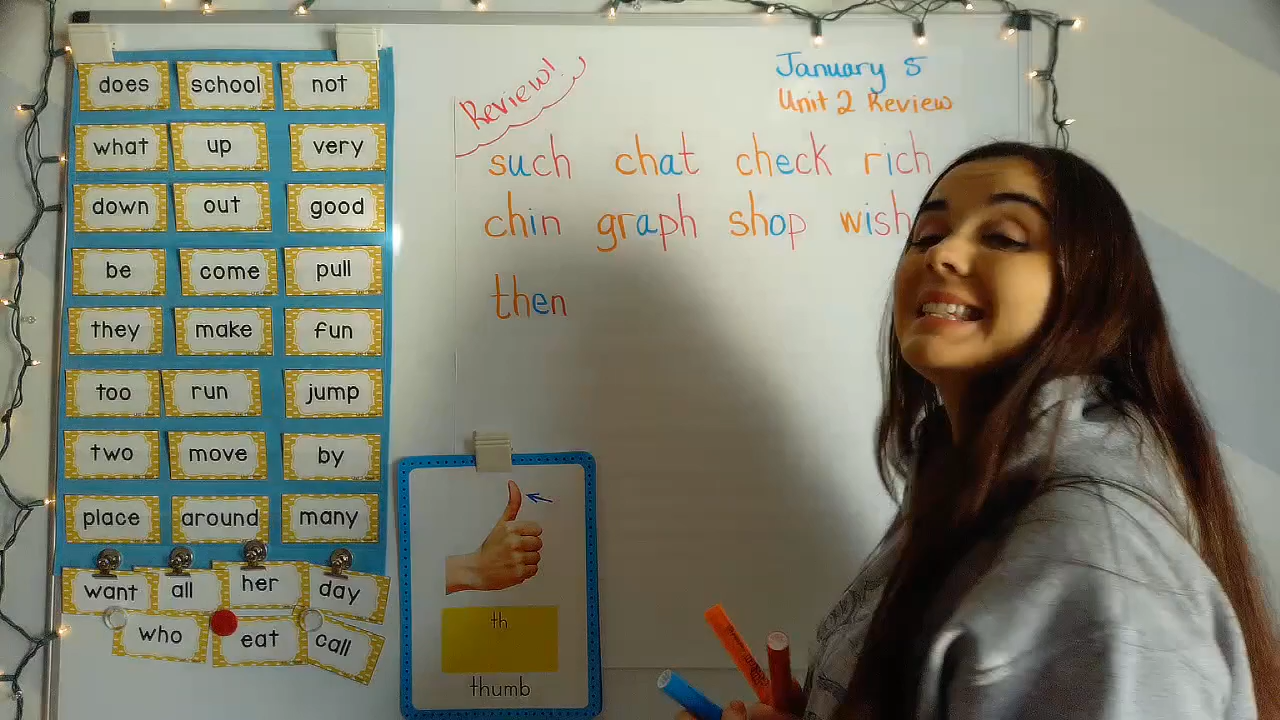 does school not
what up very
down out good
be come pull
they make fun
too run jump
two move by
place around many
want all her day
who eat call
Review!
January 5
Unit 2 Review
such chat check rich
chin graph shop wish
then
th
thumb